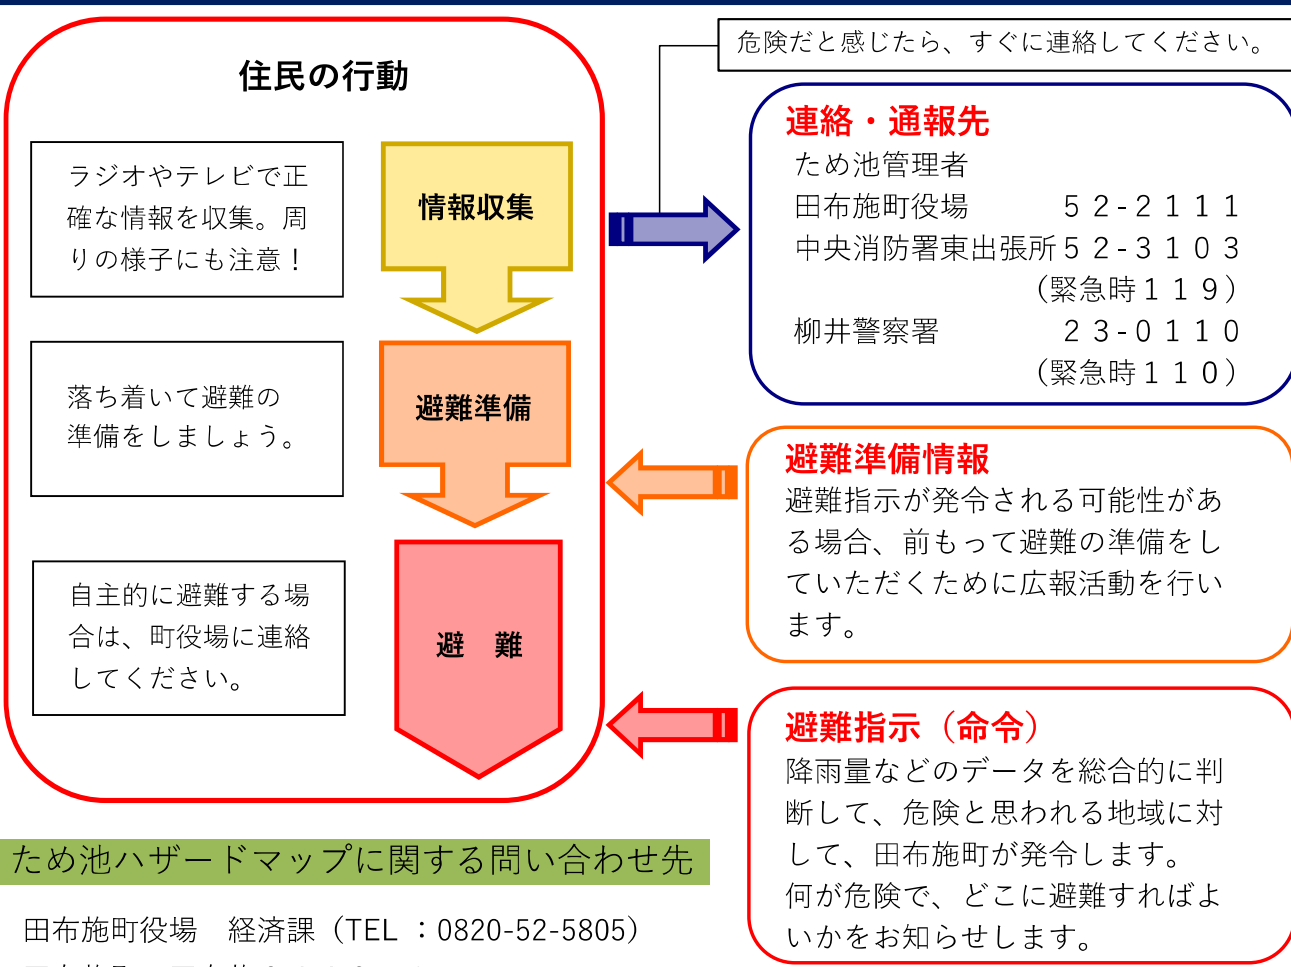 住民の行動
ラジオやテレビで正
確な情報を収集。周
りの様子にも注意！
情報収集
落ち着いて避難の
準備をしましょう。
避難準備
自主的に避難する場
合は、町役場に連絡
してください。
避　難
危険だと感じたら、すぐに連絡してください。
連絡・通報先
ため池管理者
田布施町役場　５２-２１１１
中央消防署東出張所５２-３１０３
（緊急時１１９）
柳井警察署　２３-０１１０
（緊急時１１０）
避難準備情報
避難指示が発令される可能性があ
る場合、前もって避難の準備をし
ていただくために広報活動を行い
ます。
避難指示（命令）
降雨量などのデータを総合的に判
断して、危険と思われる地域に対
して、田布施町が発令します。
何が危険で、どこに避難すればよ
いかをお知らせします。
ため池ハザードマップに関する問い合わせ先
田布施町役場　経済課（TEL ：0820-52-5805）